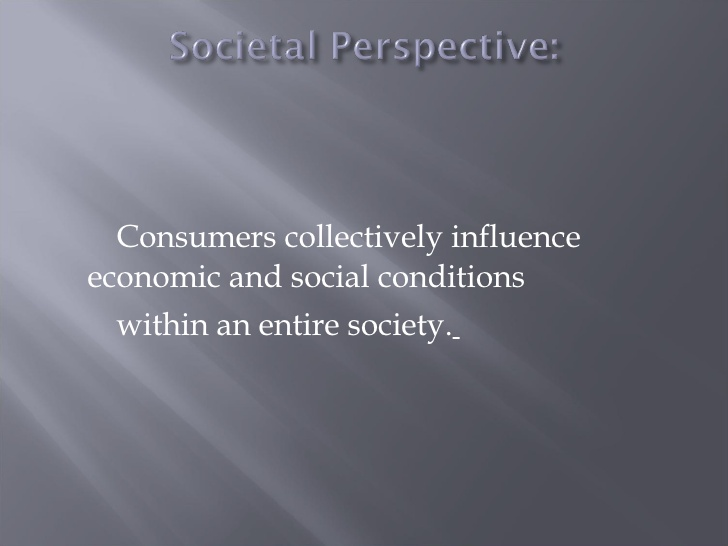 Societal Perspective:
Consumers collectively influence
economic and social conditions
within an entire society.